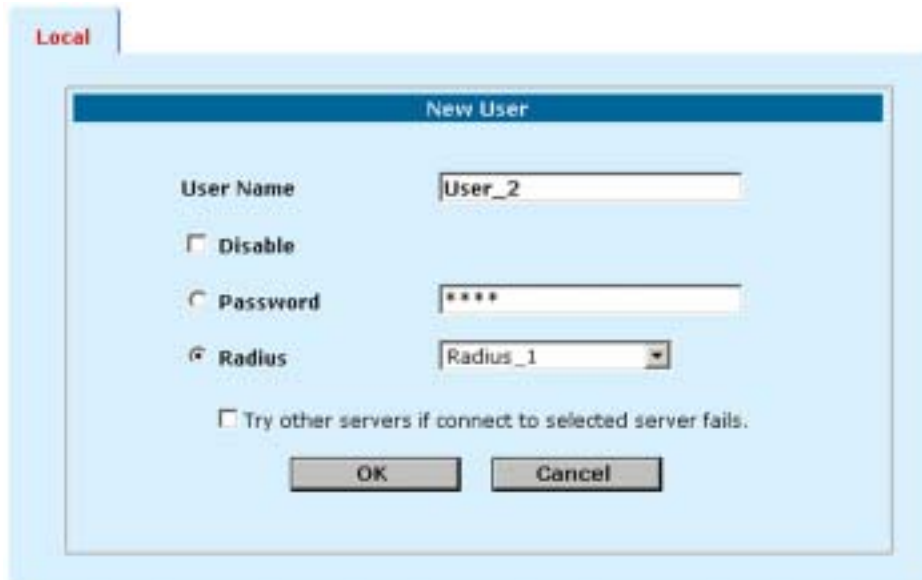 Local
New User
User Name User_2
Disable
Password ****
Radius Radius_1
Try other servers if connect to selected server fails.
OK Cancel